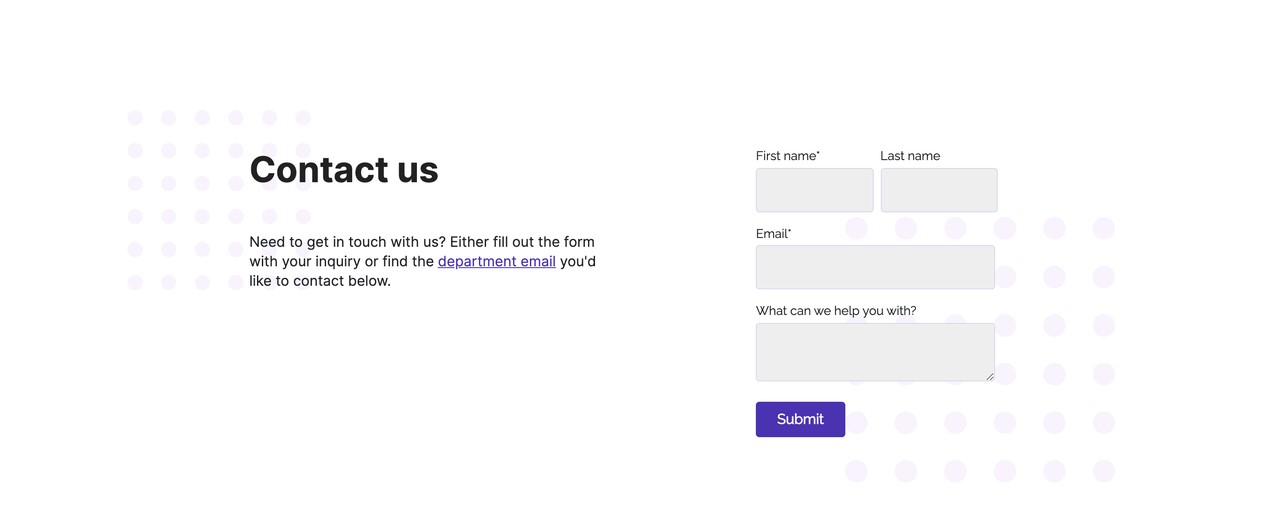 Contact us
Need to get in touch with us? Either fill out the form
with your inquiry or find the department email you'd
like to contact below.
First name* Last name
Email*
What can we help you with?
Submit